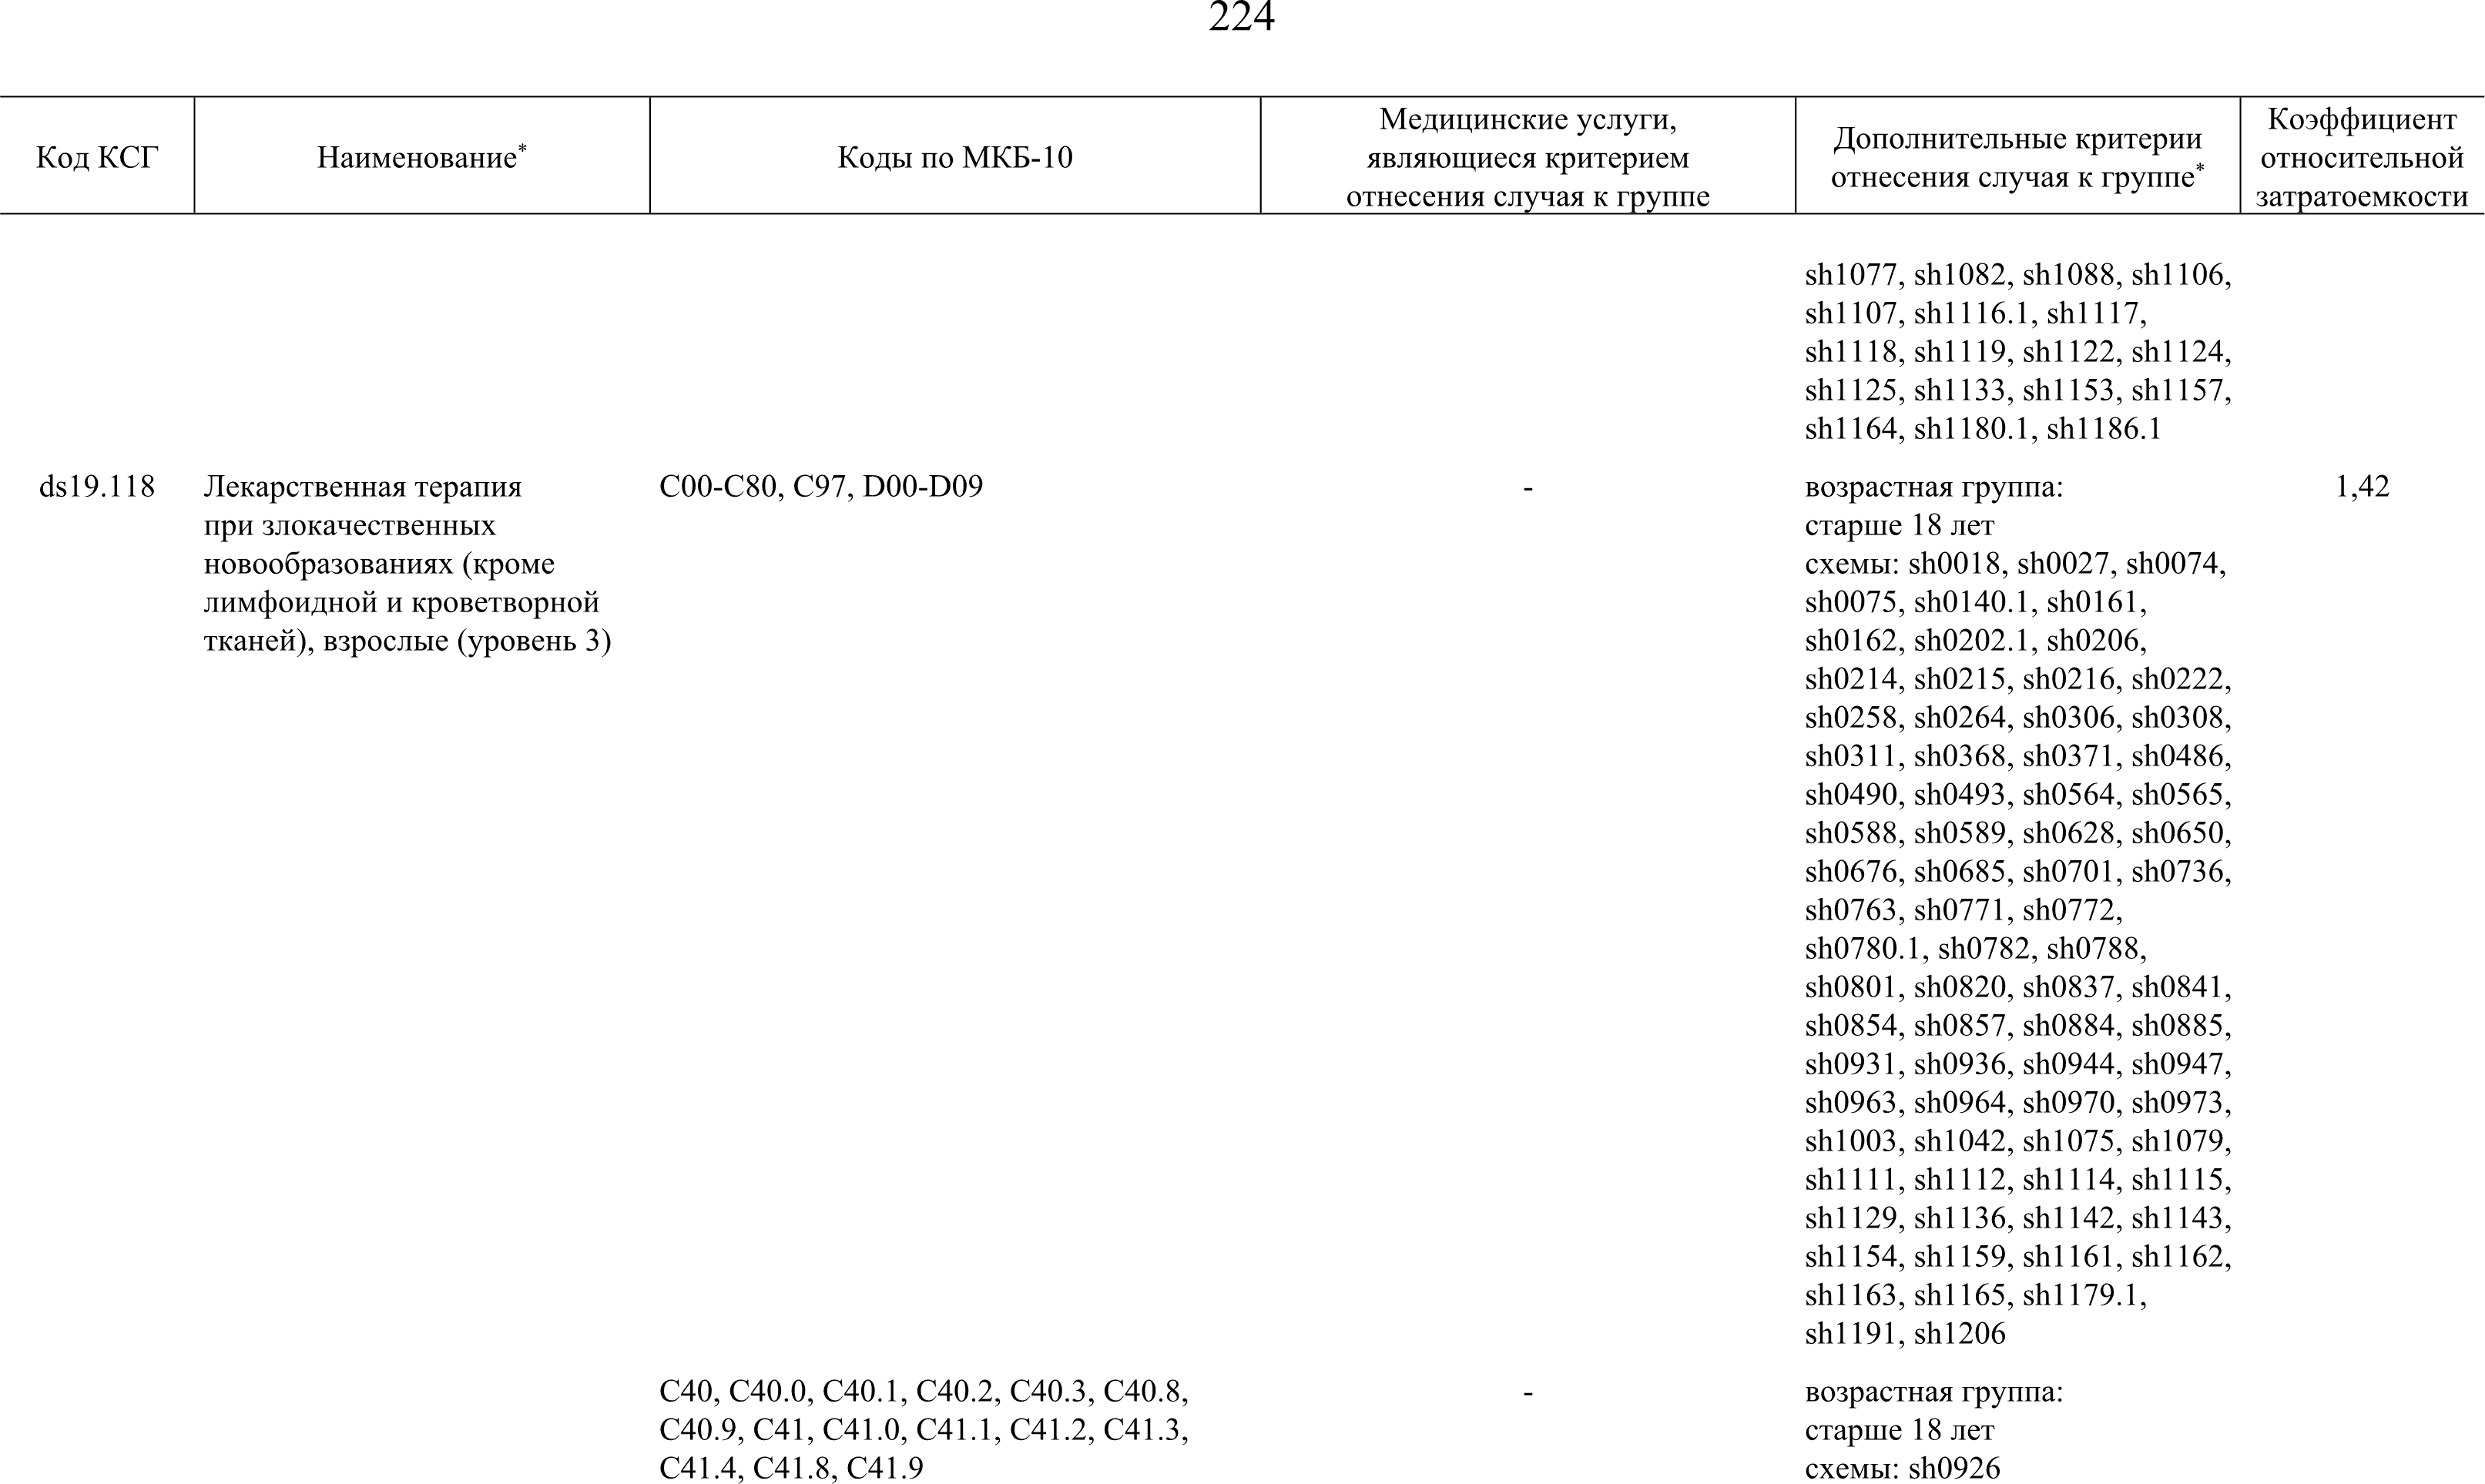 224
Код КСГ
Наименование*
Коды по МКБ-10
Медицинские услуги,
являющиеся критерием
отнесения случая к группе
Дополнительные критерии
отнесения случая к группе*
Коэффициент
относительной
затратоемкости
sh1077, sh1082, sh1088, sh1106,
sh1107, sh1116.1, sh1117,
sh1118, sh1119, sh1122, sh1124,
sh1125, sh1133, sh1153, sh1157,
sh1164, sh1180.1, sh1186.1
ds19.118
Лекарственная терапия
при злокачественных
новообразованиях (кроме
лимфоидной и кроветворной
тканей), взрослые (уровень 3)
C00-C80, C97, D00-D09
-
возрастная группа:
старше 18 лет
схемы: sh0018, sh0027, sh0074,
sh0075, sh0140.1, sh0161,
sh0162, sh0202.1, sh0206,
sh0214, sh0215, sh0216, sh0222,
sh0258, sh0264, sh0306, sh0308,
sh0311, sh0368, sh0371, sh0486,
sh0490, sh0493, sh0564, sh0565,
sh0588, sh0589, sh0628, sh0650,
sh0676, sh0685, sh0701, sh0736,
sh0763, sh0771, sh0772,
sh0780.1, sh0782, sh0788,
sh0801, sh0820, sh0837, sh0841,
sh0854, sh0857, sh0884, sh0885,
sh0931, sh0936, sh0944, sh0947,
sh0963, sh0964, sh0970, sh0973,
sh1003, sh1042, sh1075, sh1079,
sh1111, sh1112, sh1114, sh1115,
sh1129, sh1136, sh1142, sh1143,
sh1154, sh1159, sh1161, sh1162,
sh1163, sh1165, sh1179.1,
sh1191, sh1206
1,42
C40, C40.0, C40.1, C40.2, C40.3, C40.8,
C40.9, C41, C41.0, C41.1, C41.2, C41.3,
C41.4, C41.8, C41.9
-
возрастная группа:
старше 18 лет
схемы: sh0926